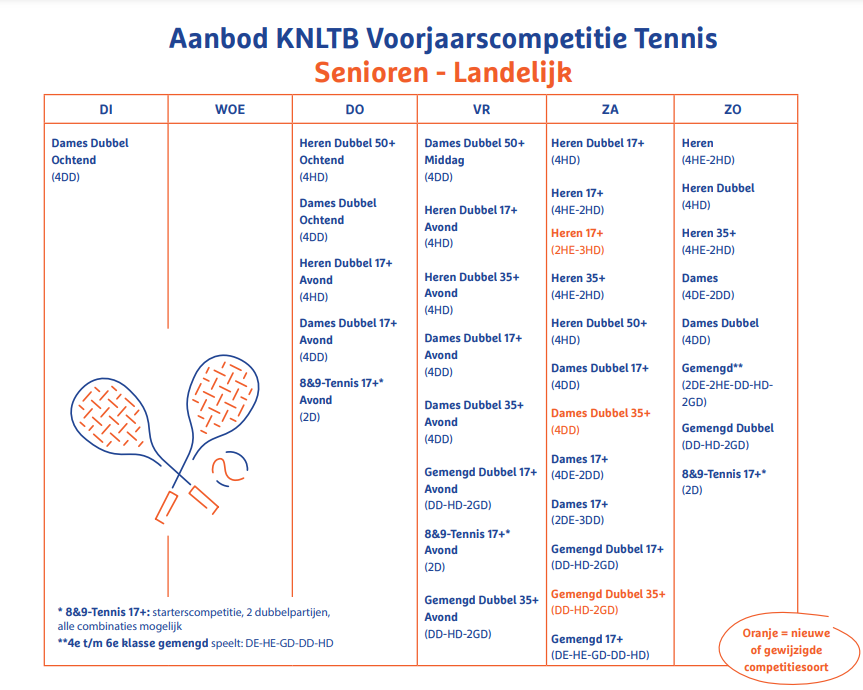 Aanbod KNLTB Voorjaarscompetitie Tennis
Senioren - Landelijk
DI
WOE
DO
VR
ZA
ZO
Dames Dubbel
Ochtend
(4DD)
Heren Dubbel 50+
Ochtend
(4HD)
Dames Dubbel
Ochtend
(4DD)
Heren Dubbel 17+
Avond
(4HD)
Dames Dubbel 17+
Avond
(4DD)
8&9-Tennis 17+*
Avond
(2D)
Dames Dubbel 50+
Middag
(4DD)
Heren Dubbel 17+
Avond
(4HD)
Heren Dubbel 35+
Avond
(4HD)
Dames Dubbel 17+
Avond
(4DD)
Dames Dubbel 35+
Avond
(4DD)
Gemengd Dubbel 17+
Avond
(DD-HD-2GD)
8&9-Tennis 17+*
Avond
(2D)
Gemengd Dubbel 35+
Avond
(DD-HD-2GD)
Heren Dubbel 17+
(4HD)
Heren 17+
(4HE-2HD)
Heren 17+
(2HE-3HD)
Heren 35+
(4HE-2HD)
Heren Dubbel 50+
(4HD)
Dames Dubbel 17+
(4DD)
Dames Dubbel 35+
(4DD)
Dames 17+
(4DE-2DD)
Dames 17+
(2DE-3DD)
Gemengd Dubbel 17+
(DD-HD-2GD)
Gemengd Dubbel 35+
(DD-HD-2GD)
Gemengd 17+
(DE-HE-GD-DD-HD)
Heren
(4HE-2HD)
Heren Dubbel
(4HD)
Heren 35+
(4HE-2HD)
Dames
(4DE-2DD)
Dames Dubbel
(4DD)
Gemengd**
(2DE-2HE-DD-HD-
2GD)
Gemengd Dubbel
(DD-HD-2GD)
8&9-Tennis 17+*
(2D)
* 8&9-Tennis 17+: starterscompetitie, 2 dubbelpartijen,
alle combinaties mogelijk
**4e t/m 6e klasse gemengd speelt: DE-HE-GD-DD-HD
Oranje = nieuwe
of gewijzigde
competitiesoort